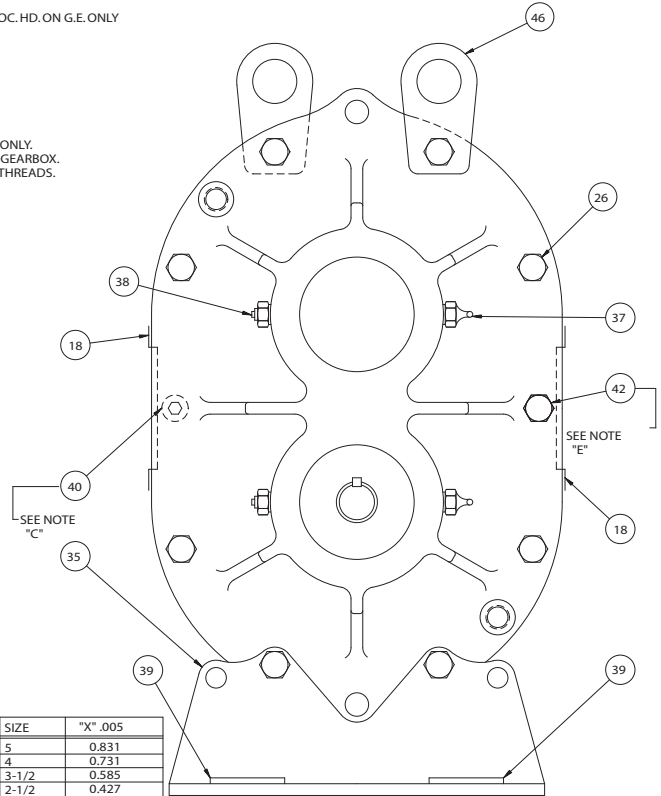 OC. HD. ON G.E. ONLY
46
ONLY.
GEARBOX.
THREADS.
26
38
37
18
42
SEE NOTE
"E"
40
SEE NOTE
"C"
18
35
39
39
SIZE "X" .005
5 0.831
4 0.731
3-1/2 0.585
2-1/2 0.427